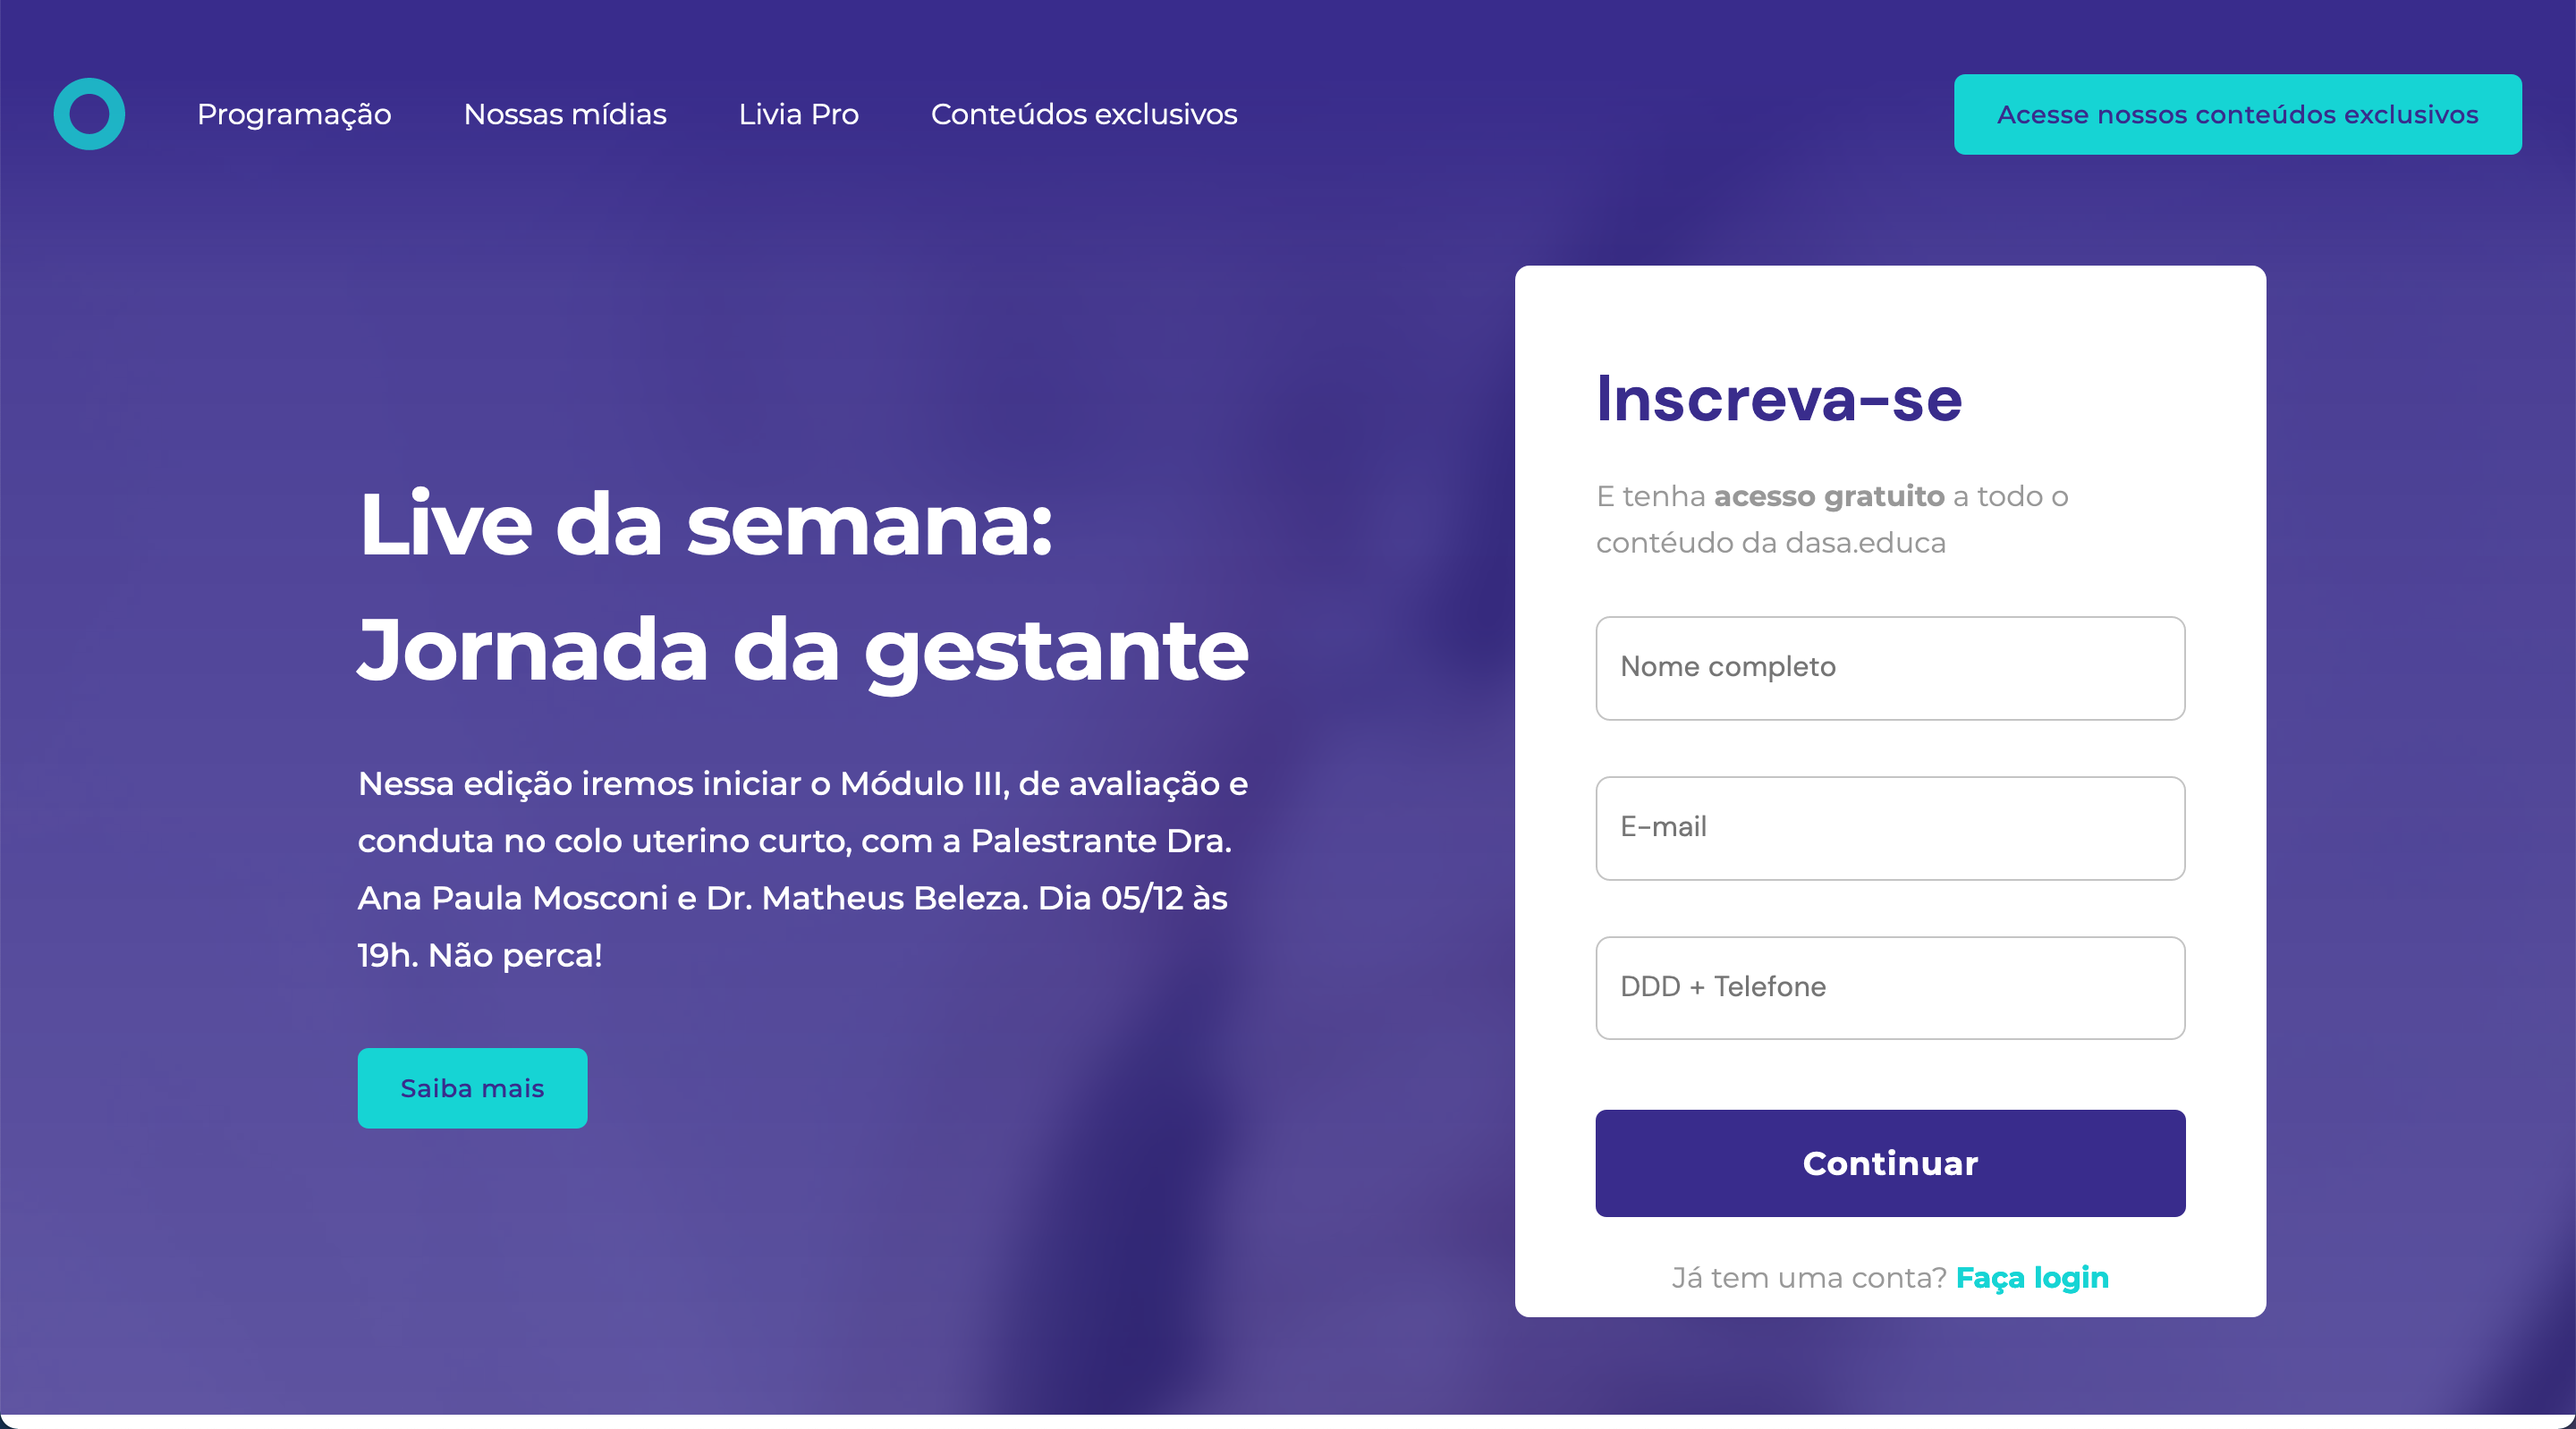 Programação
Nossas mídias
Livia Pro
Conteúdos exclusivos
Acesse nossos conteúdos exclusivos
Live da semana:
Jornada da gestante
Nessa edição iremos iniciar o Módulo III, de avaliação e
conduta no colo uterino curto, com a Palestrante Dra.
Ana Paula Mosconi e Dr. Matheus Beleza. Dia 05/12 às
19h. Não perca!
Saiba mais
Inscreva-se
E tenha acesso gratuito a todo o
contéudo da dasa.educa
Nome completo
E-mail
DDD + Telefone
Continuar
Já tem uma conta? Faça login